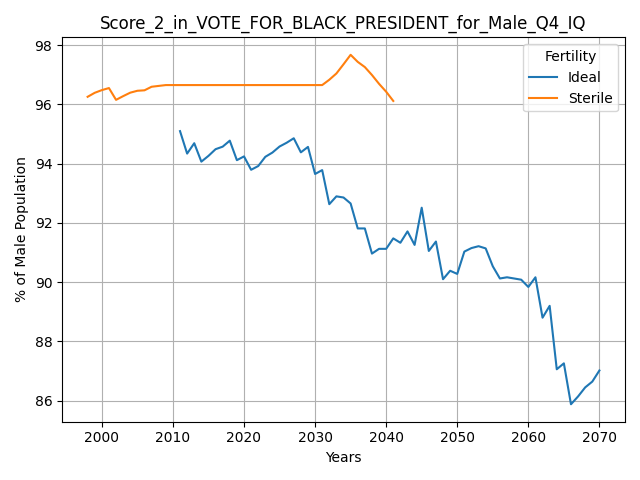 Score_2_in_VOTE_FOR_BLACK_PRESIDENT_for_Male_Q4_IQ
Fertility
Ideal
Sterile
% of Male Population
98
96
94
92
90
88
86
2000 2010 2020 2030 2040 2050 2060 2070
Years